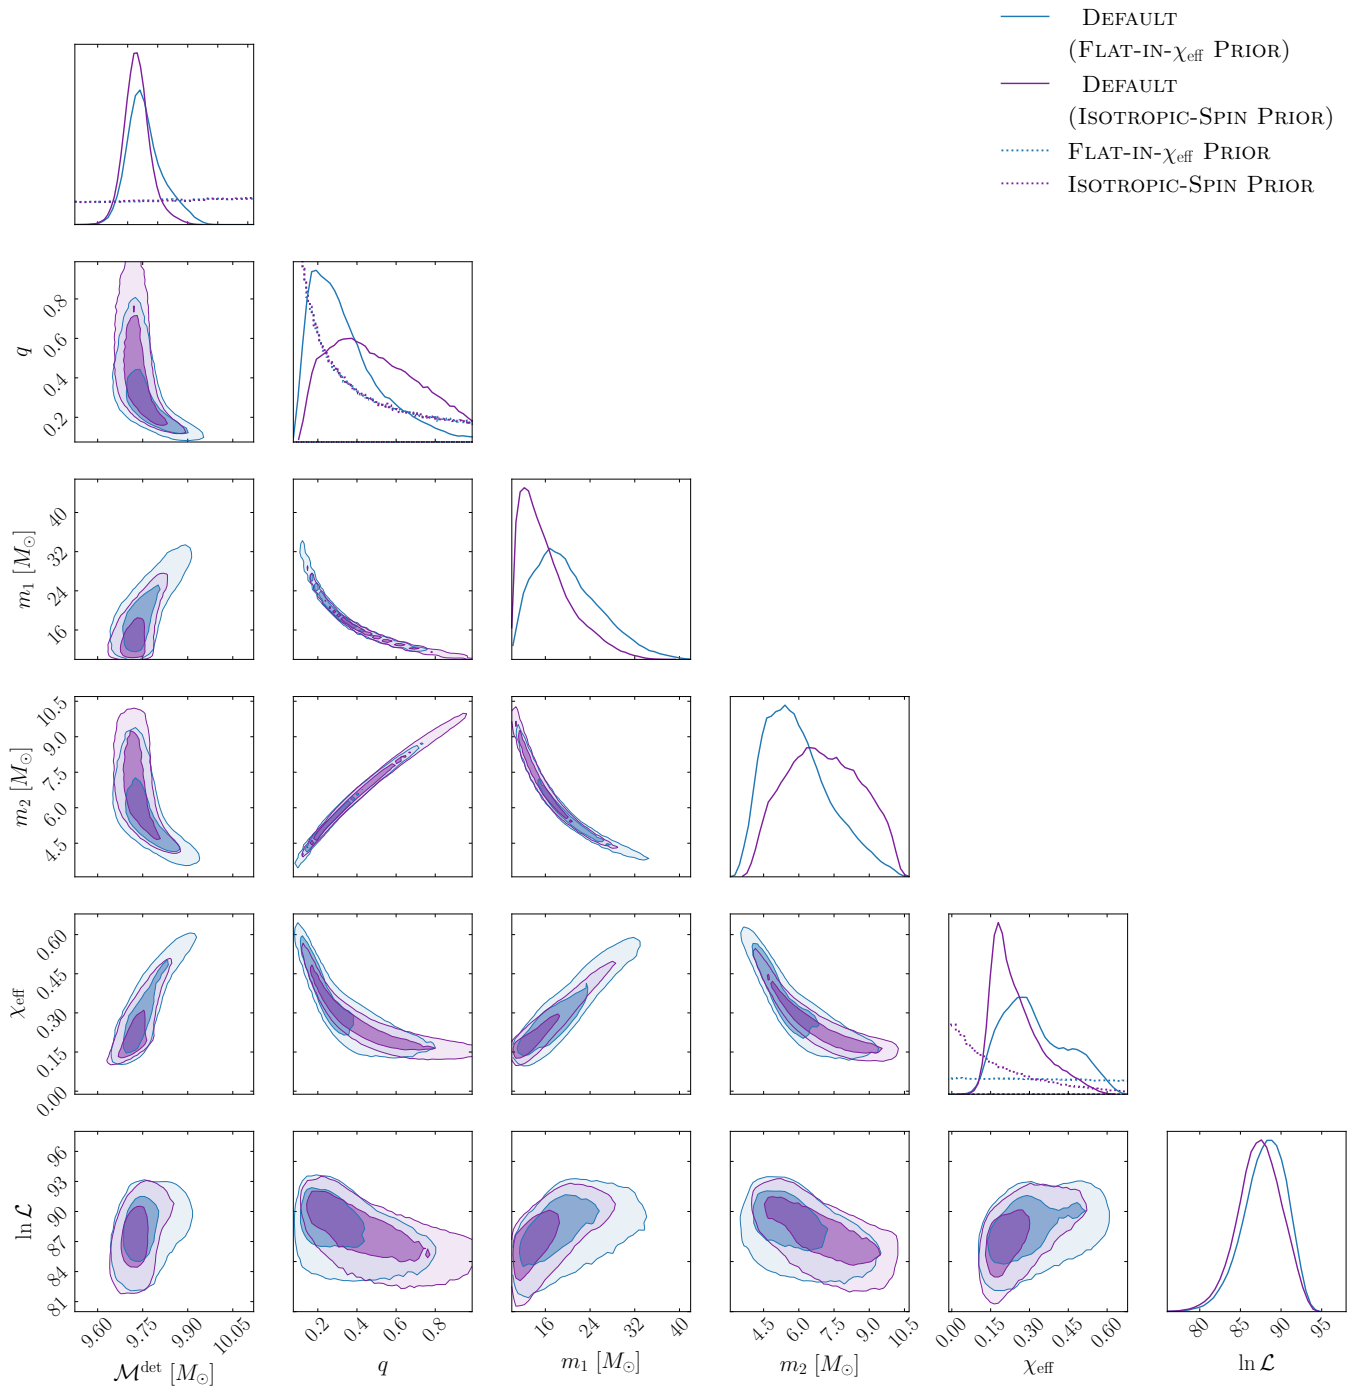 DEFAULT
(FLAT-IN-χeff PRIOR)
DEFAULT
(ISOTROPIC-SPIN PRIOR)
FLAT-IN-χeff PRIOR
ISOTROPIC-SPIN PRIOR
0.8
0.6
0.4
0.2
q
40
32
24
16
m1 [M⊙]
10.5
9.0
7.5
6.0
4.5
m2 [M⊙]
0.60
0.45
0.30
0.15
0.00
χeff
96
93
90
87
84
81
ln ℒ
9.60 9.75 9.90 10.05 0.2 0.4 0.6 0.8 16 24 32 40 4.5 6.0 7.5 9.0 10.5 0.00 0.15 0.30 0.45 0.60 80 85 90 95
ℳdet [M⊙] q m1 [M⊙] m2 [M⊙] χeff ln ℒ